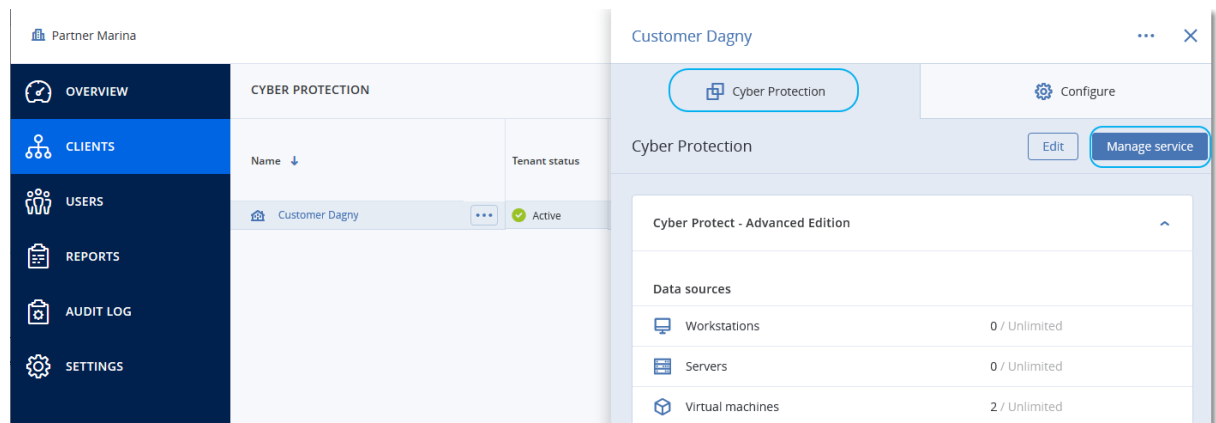 Partner Marina
OVERVIEW
CLIENTS
USERS
REPORTS
AUDIT LOG
SETTINGS
CYBER PROTECTION
Name Tenant status
Customer Dagny Active
Customer Dagny
Cyber Protection Configure
Cyber Protection Edit Manage service
Cyber Protect - Advanced Edition
Data sources
Workstations 0 / Unlimited
Servers 0 / Unlimited
Virtual machines 2 / Unlimited